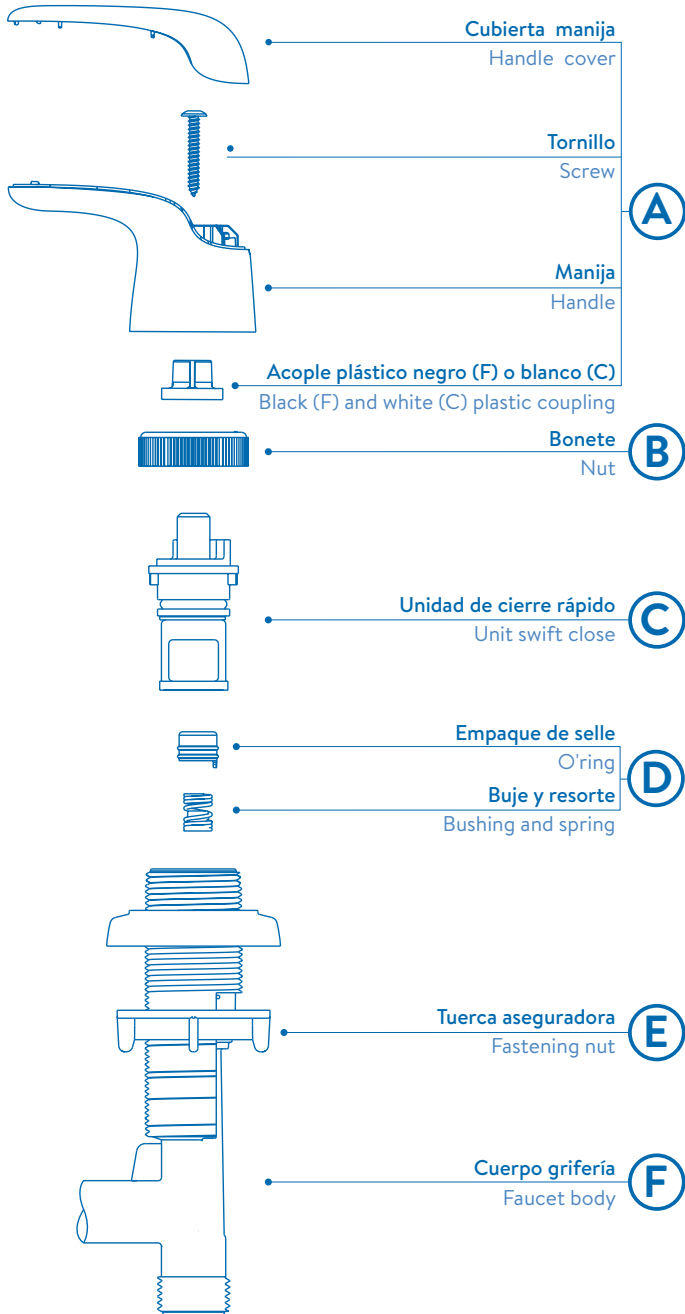 Cubierta manija
Handle cover
Tornillo
Screw
A
Manija
Handle
Acople plástico negro (F) o blanco (C)
Black (F) and white (C) plastic coupling
Bonete
Nut
B
Unidad de cierre rápido
Unit swift close
C
Empaque de selle
O'ring
D
Buje y resorte
Bushing and spring
Tuerca aseguradora
Fastening nut
E
Cuerpo grifería
Faucet body
F